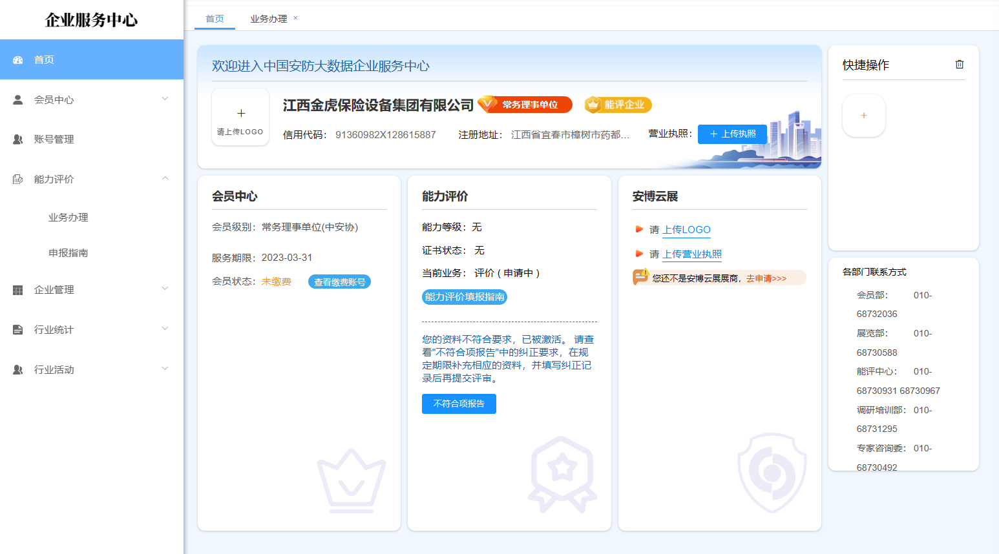 企业服务中心
首页
会员中心
账号管理
能力评价
业务办理
申报指南
企业管理
行业统计
行业活动
首页
业务办理 ×
欢迎进入中国安防大数据企业服务中心
+
请上传LOGO
江西金虎保险设备集团有限公司
常务理事单位
能评企业
信用代码： 91360982X128615887
注册地址： 江西省宜春市樟树市药都...
营业执照：
+ 上传执照
会员中心
会员级别：常务理事单位(中安协)
服务期限：2023-03-31
会员状态：未缴费
查看缴费账号
能力评价
能力等级：无
证书状态： 无
当前业务： 评价 ( 申请中 )
能力评价填报指南
您的资料不符合要求，已被激活。 请查
看"不符合项报告"中的纠正要求，在规
定期限补充相应的资料，并填写纠正记
录后再提交评审。
不符合项报告
安博云展
请 上传LOGO
请 上传营业执照
您还不是安博云展展商，去申请>>>
快捷操作
+
各部门联系方式
会员部： 010-
68732036
展览部： 010-
68730588
能评中心： 010-
68730931 68730967
调研培训部： 010-
68731295
专家咨询委： 010-
68730492